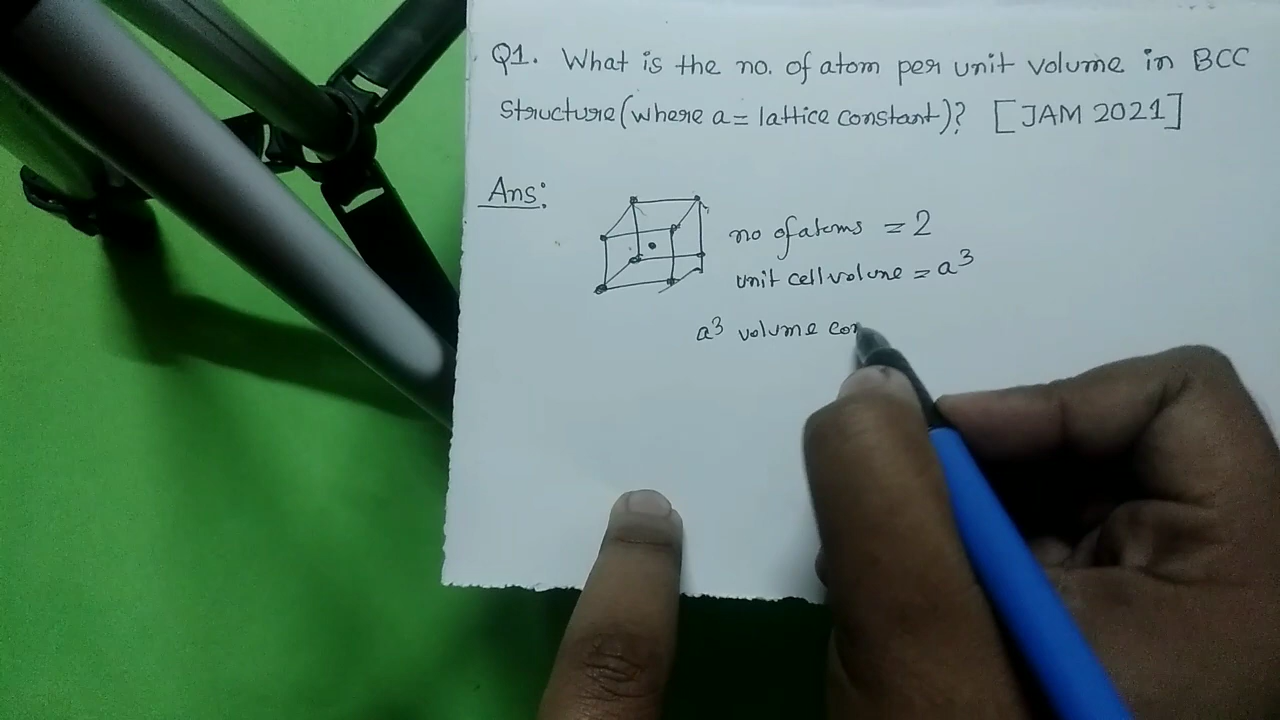 Q1. What is the no. of atom per unit volume in BCC
structure (where a = lattice constant)? [JAM 2021]
Ans:
no of atoms = 2
unit cell volume = a³
a³ volume con